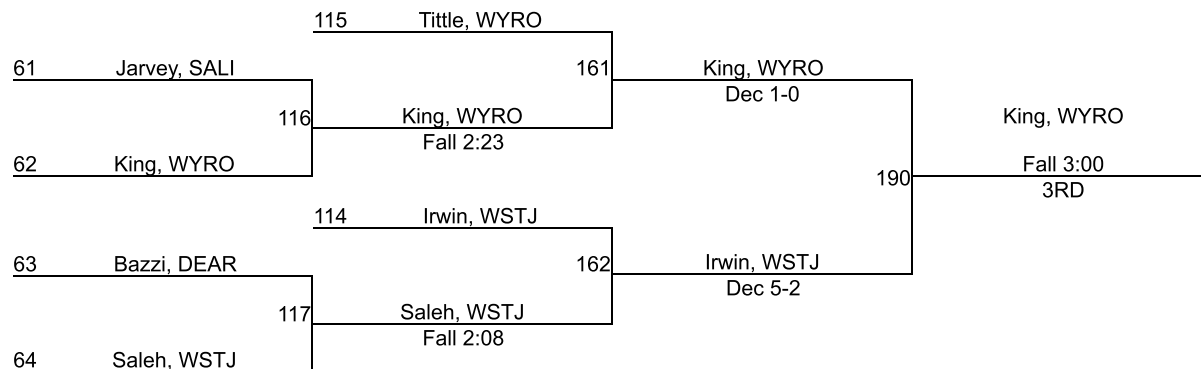 115 Tittle, WYRO
61 Jarvey, SALI
161 King, WYRO
Dec 1-0
116 King, WYRO
Fall 2:23
King, WYRO
62 King, WYRO
190 Fall 3:00
3RD
114 Irwin, WSTJ
63 Bazzi, DEAR
162 Irwin, WSTJ
Dec 5-2
117 Saleh, WSTJ
Fall 2:08
64 Saleh, WSTJ